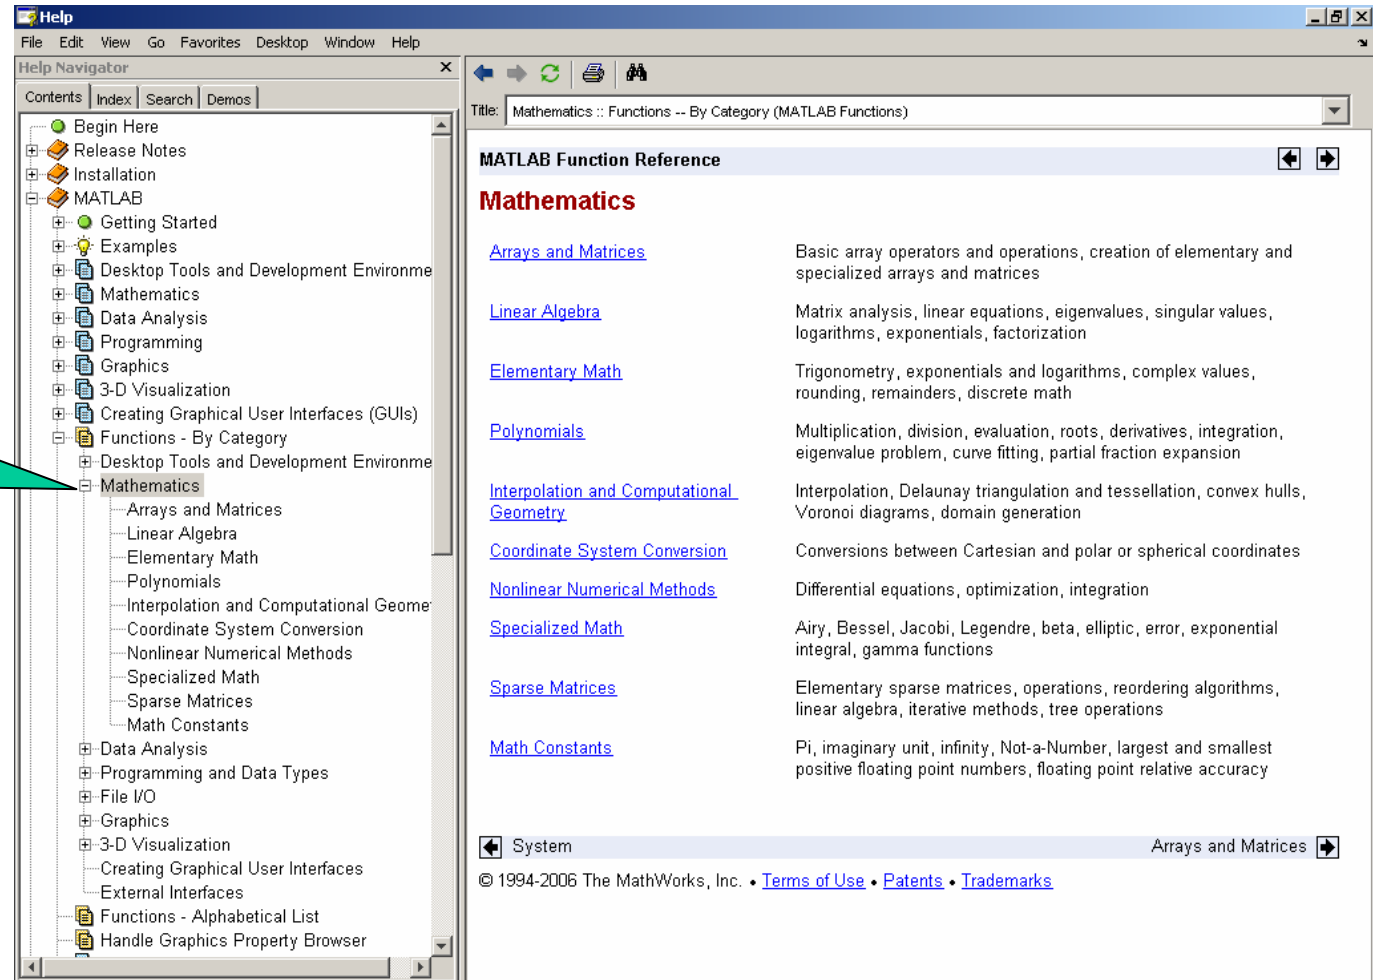 Help
File Edit View Go Favorites Desktop Window Help
Help Navigator
Contents Index Search Demos
Begin Here
Release Notes
Installation
MATLAB
Getting Started
Examples
Desktop Tools and Development Environme
Mathematics
Data Analysis
Programming
Graphics
3-D Visualization
Creating Graphical User Interfaces (GUIs)
Functions - By Category
Desktop Tools and Development Environme
Mathematics
Arrays and Matrices
Linear Algebra
Elementary Math
Polynomials
Interpolation and Computational Geome
Coordinate System Conversion
Nonlinear Numerical Methods
Specialized Math
Sparse Matrices
Math Constants
Data Analysis
Programming and Data Types
File I/O
Graphics
3-D Visualization
Creating Graphical User Interfaces
External Interfaces
Functions - Alphabetical List
Handle Graphics Property Browser
Title: Mathematics :: Functions -- By Category (MATLAB Functions)
MATLAB Function Reference
Mathematics
Arrays and Matrices
Basic array operators and operations, creation of elementary and
specialized arrays and matrices
Linear Algebra
Matrix analysis, linear equations, eigenvalues, singular values,
logarithms, exponentials, factorization
Elementary Math
Trigonometry, exponentials and logarithms, complex values,
rounding, remainders, discrete math
Polynomials
Multiplication, division, evaluation, roots, derivatives, integration,
eigenvalue problem, curve fitting, partial fraction expansion
Interpolation and Computational
Geometry
Interpolation, Delaunay triangulation and tessellation, convex hulls,
Voronoi diagrams, domain generation
Coordinate System Conversion
Conversions between Cartesian and polar or spherical coordinates
Nonlinear Numerical Methods
Differential equations, optimization, integration
Specialized Math
Airy, Bessel, Jacobi, Legendre, beta, elliptic, error, exponential
integral, gamma functions
Sparse Matrices
Elementary sparse matrices, operations, reordering algorithms,
linear algebra, iterative methods, tree operations
Math Constants
Pi, imaginary unit, infinity, Not-a-Number, largest and smallest
positive floating point numbers, floating point relative accuracy
System
Arrays and Matrices
© 1994-2006 The MathWorks, Inc. • Terms of Use • Patents • Trademarks